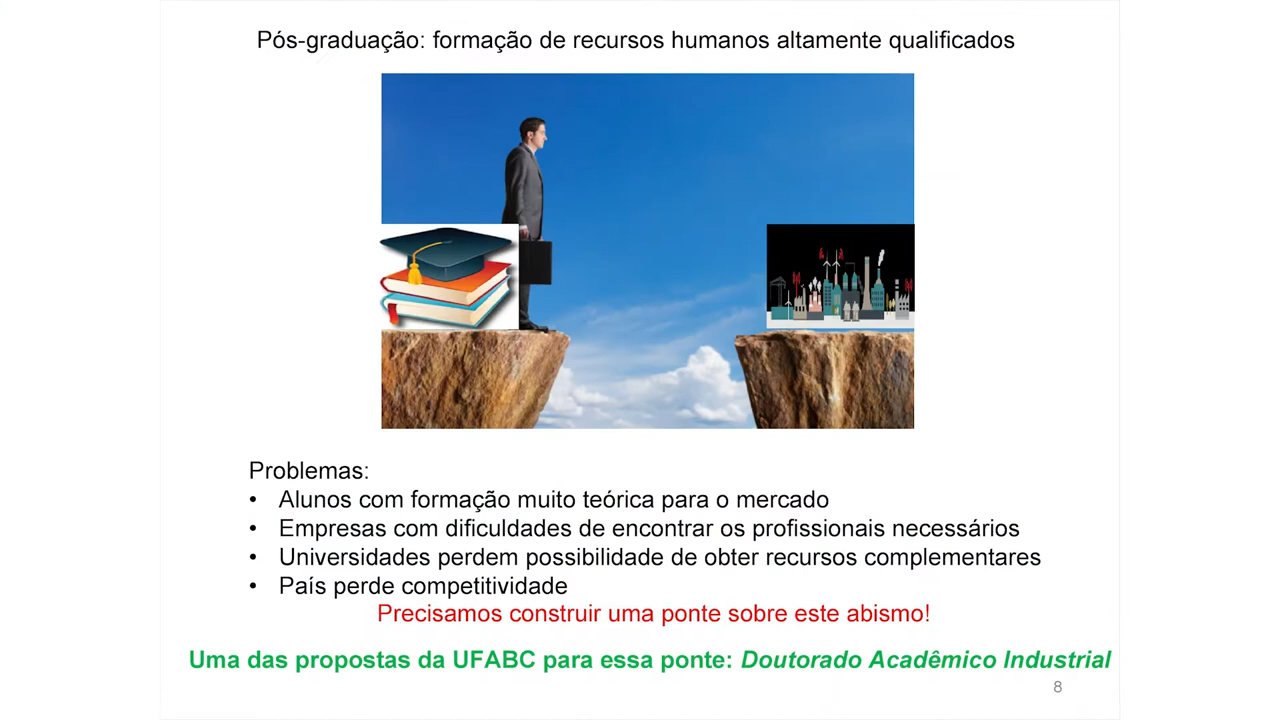 Pós-graduação: formação de recursos humanos altamente qualificados
Problemas:
• Alunos com formação muito teórica para o mercado
• Empresas com dificuldades de encontrar os profissionais necessários
• Universidades perdem possibilidade de obter recursos complementares
• País perde competitividade
Precisamos construir uma ponte sobre este abismo!
Uma das propostas da UFABC para essa ponte: Doutorado Acadêmico Industrial
8